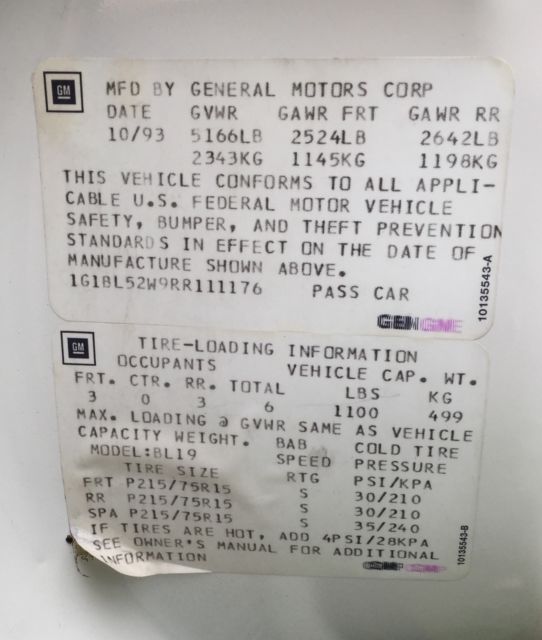 GM
MFD BY GENERAL MOTORS CORP
DATE GVWR GAWR FRT GAWR RR
10/93 5166LB 2524LB 2642LB
2343KG 1145KG 1198KG
THIS VEHICLE CONFORMS TO ALL APPLI-
CABLE U.S. FEDERAL MOTOR VEHICLE
SAFETY, BUMPER, AND THEFT PREVENTION
STANDARDS IN EFFECT ON THE DATE OF
MANUFACTURE SHOWN ABOVE.
1G1BL52W9RR111176 PASS CAR
10135543-A
GM
TIRE-LOADING INFORMATION
OCCUPANTS VEHICLE CAP. WT.
FRT. CTR. RR. TOTAL LBS KG
3 0 3 6 1100 499
MAX. LOADING @ GVWR SAME AS VEHICLE
CAPACITY WEIGHT. BAB COLD TIRE
MODEL:BL19 SPEED PRESSURE
TIRE SIZE RTG PSI/KPA
FRT P215/75R15 S 30/210
RR P215/75R15 S 30/210
SPA P215/75R15 S 35/240
IF TIRES ARE HOT, ADD 4PSI/28KPA
SEE OWNER'S MANUAL FOR ADDITIONAL
INFORMATION
10135543-B